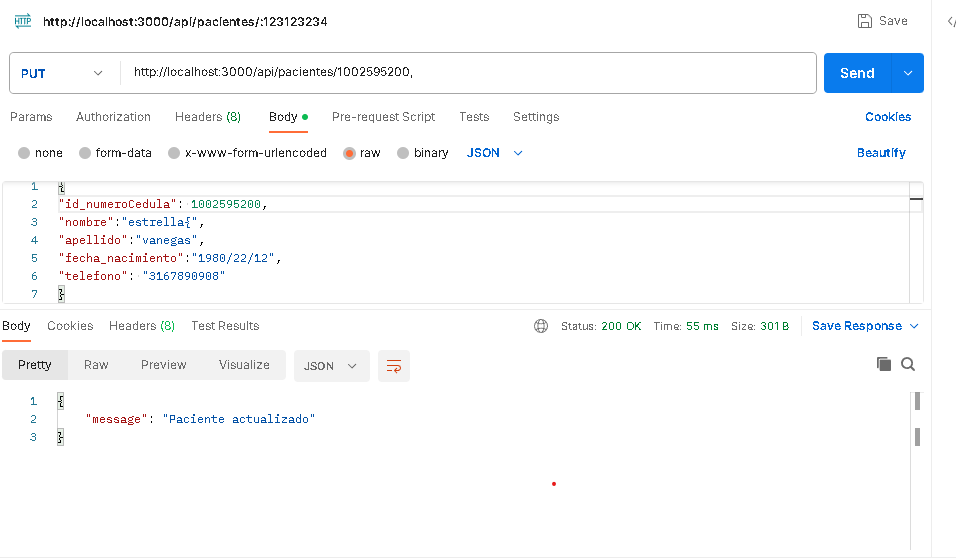 HTTP http://localhost:3000/api/pacientes/:123123234 Save
PUT http://localhost:3000/api/pacientes/1002595200, Send
Params Authorization Headers (8) Body Pre-request Script Tests Settings Cookies
none form-data x-www-form-urlencoded raw binary JSON Beautify
1 {
2 "id_numeroCedula": 1002595200,
3 "nombre":"estrella{",
4 "apellido":"vanegas",
5 "fecha_nacimiento":"1980/22/12",
6 "telefono": "3167890908"
7 }
Body Cookies Headers (8) Test Results Status: 200 OK Time: 55 ms Size: 301 B Save Response
Pretty Raw Preview Visualize JSON
1 {
2 "message": "Paciente actualizado"
3 }